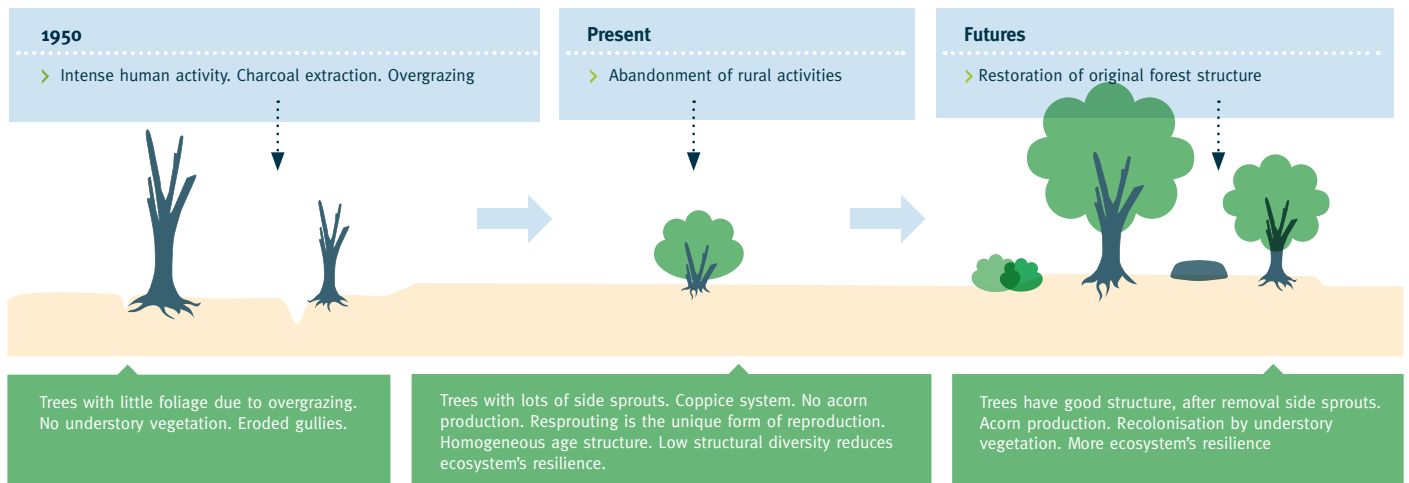 1950
Intense human activity. Charcoal extraction. Overgrazing
Present
Abandonment of rural activities
Futures
Restoration of original forest structure
Trees with little foliage due to overgrazing.
No understory vegetation. Eroded gullies.
Trees with lots of side sprouts. Coppice system. No acorn
production. Resprouting is the unique form of reproduction.
Homogeneous age structure. Low structural diversity reduces
ecosystem’s resilience.
Trees have good structure, after removal side sprouts.
Acorn production. Recolonisation by understory
vegetation. More ecosystem’s resilience